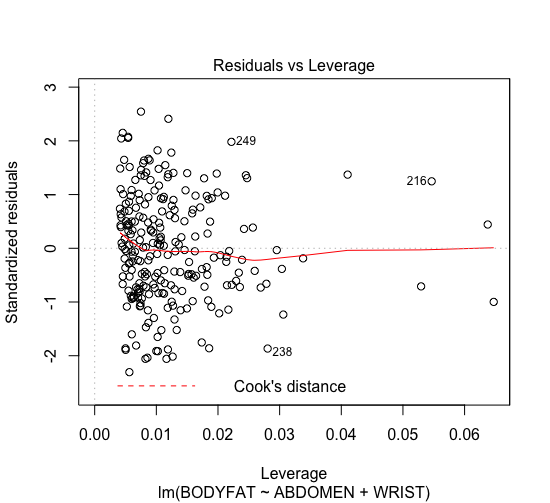 Residuals vs Leverage
Standardized residuals
3
2
1
0
-1
-2
249
216
238
Cook's distance
0.00 0.01 0.02 0.03 0.04 0.05 0.06
Leverage
lm(BODYFAT ~ ABDOMEN + WRIST)